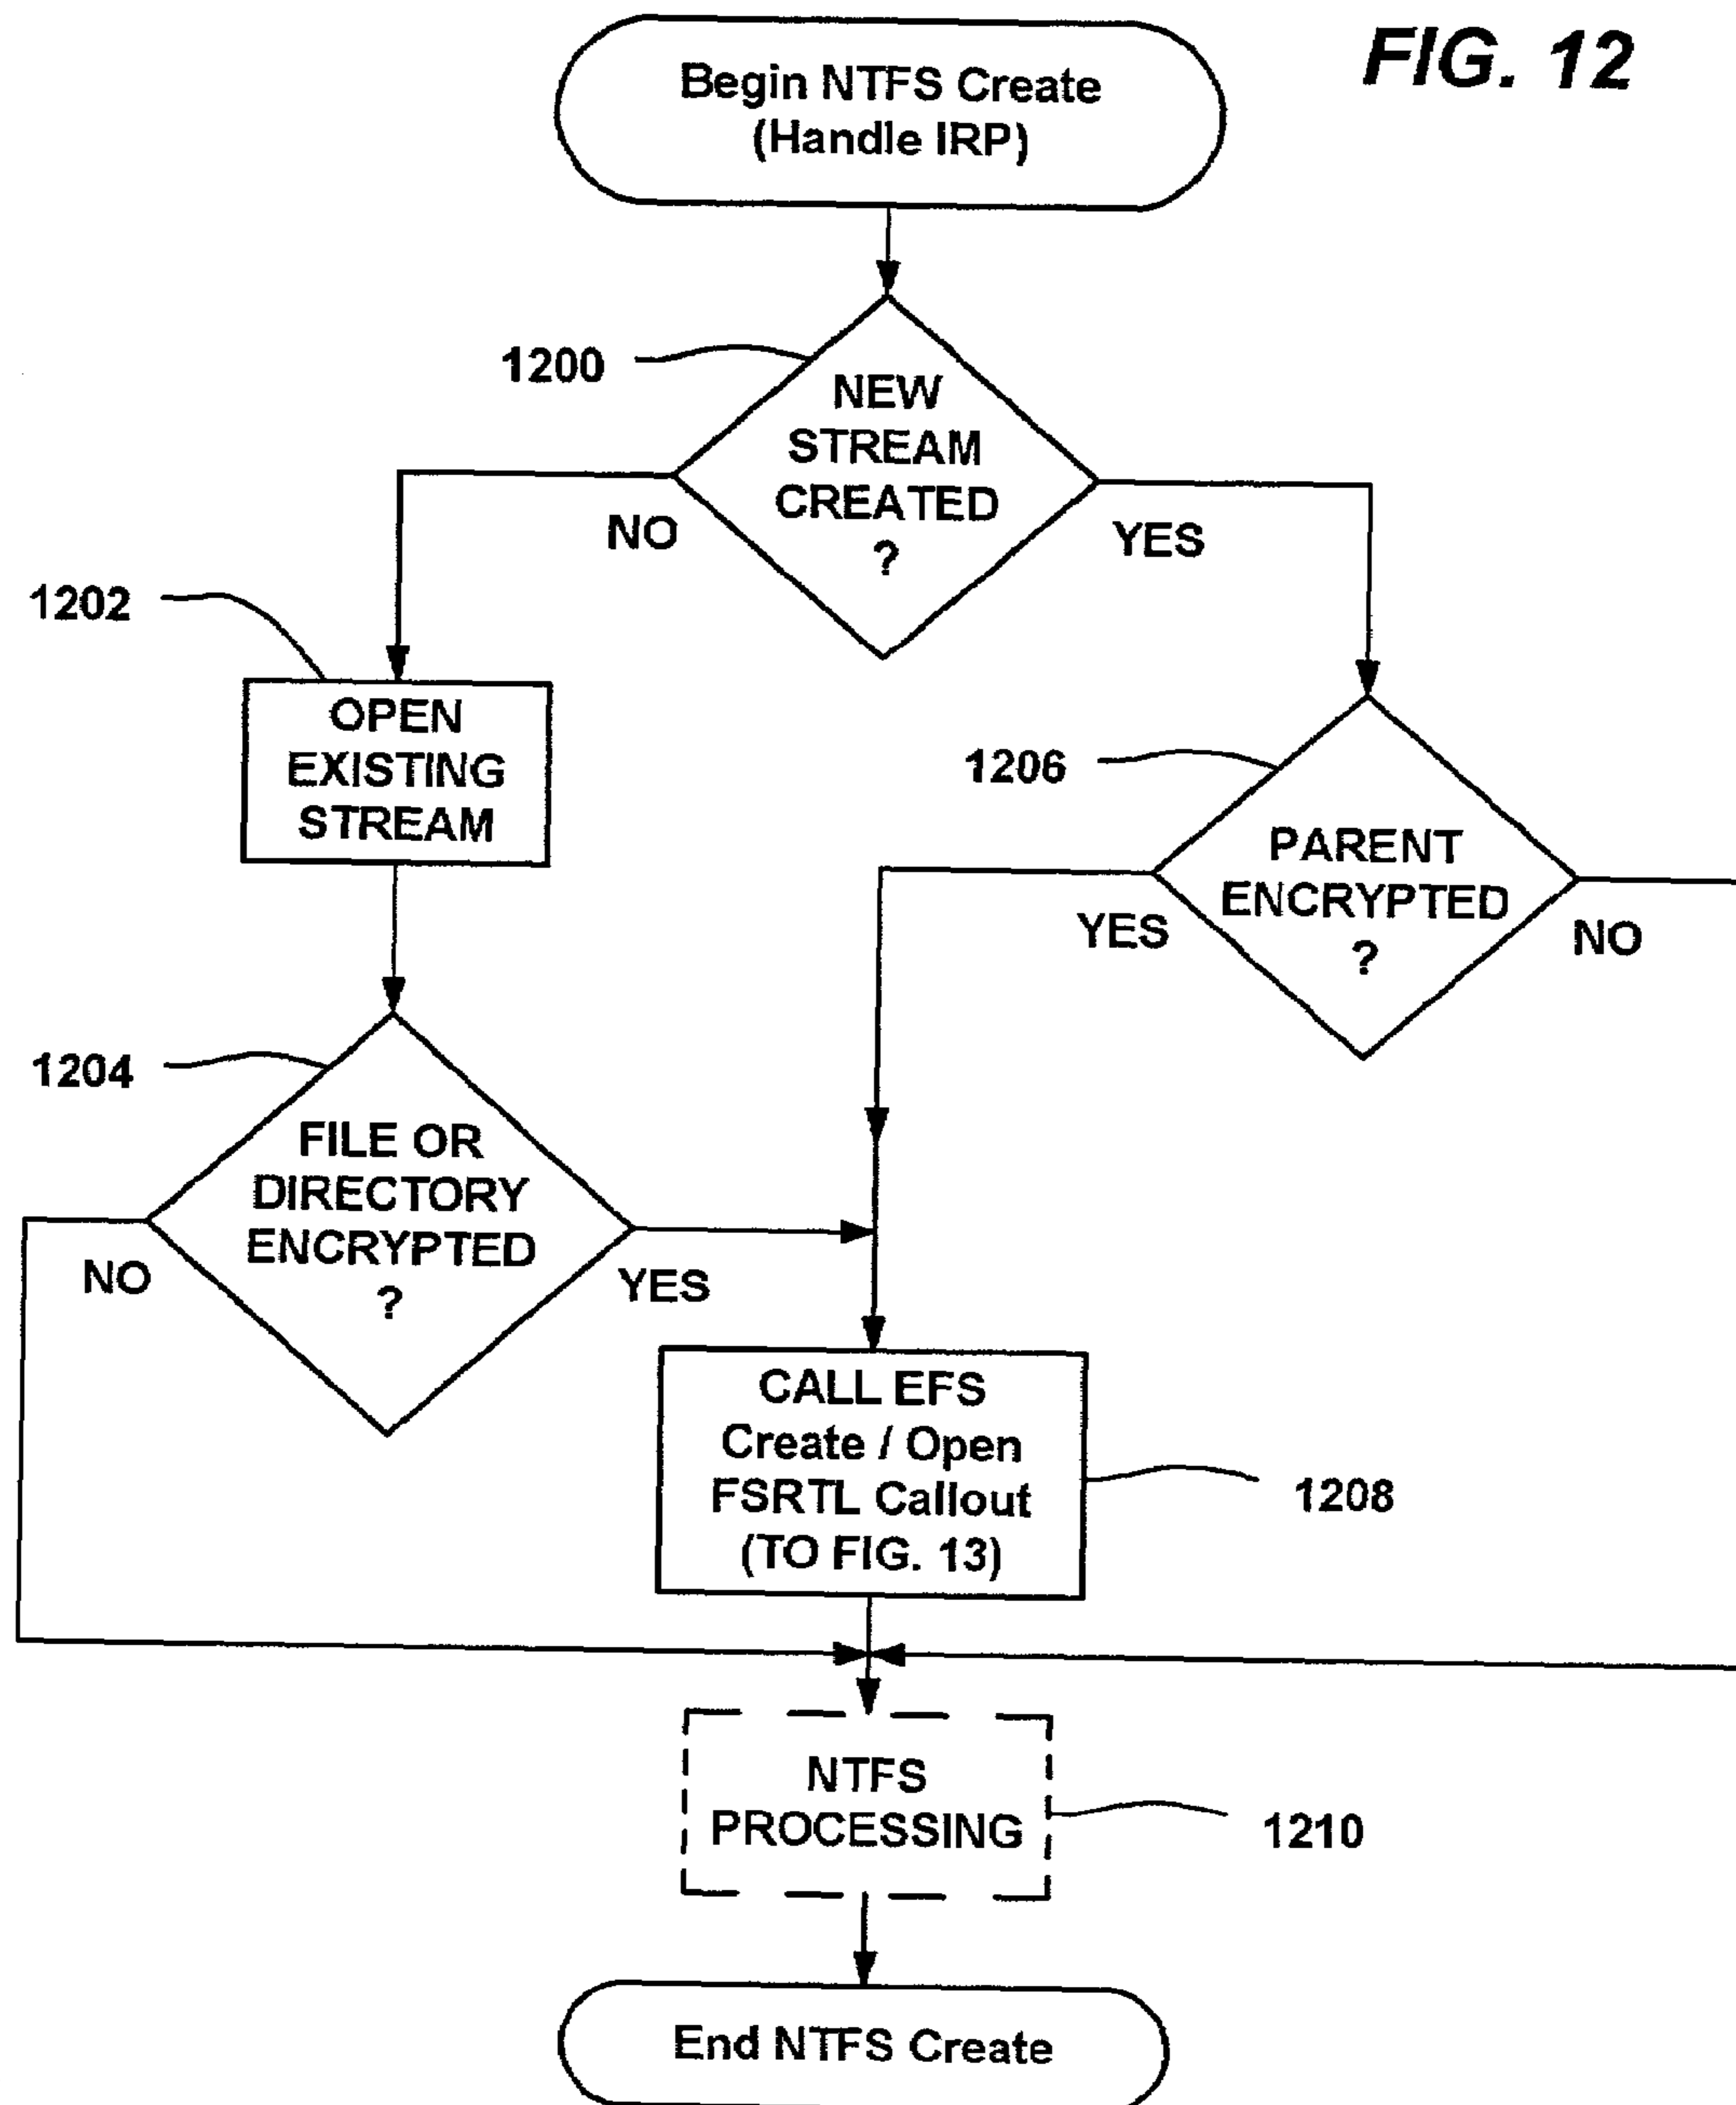 FIG. 12
Begin NTFS Create
(Handle IRP)
1200
NEW
STREAM
CREATED
?
NO
YES
1202
OPEN
EXISTING
STREAM
1206
PARENT
ENCRYPTED
?
YES
NO
1204
FILE OR
DIRECTORY
ENCRYPTED
?
NO
YES
CALL EFS
Create / Open
FSRTL Callout
(TO FIG. 13)
1208
NTFS
PROCESSING
1210
End NTFS Create